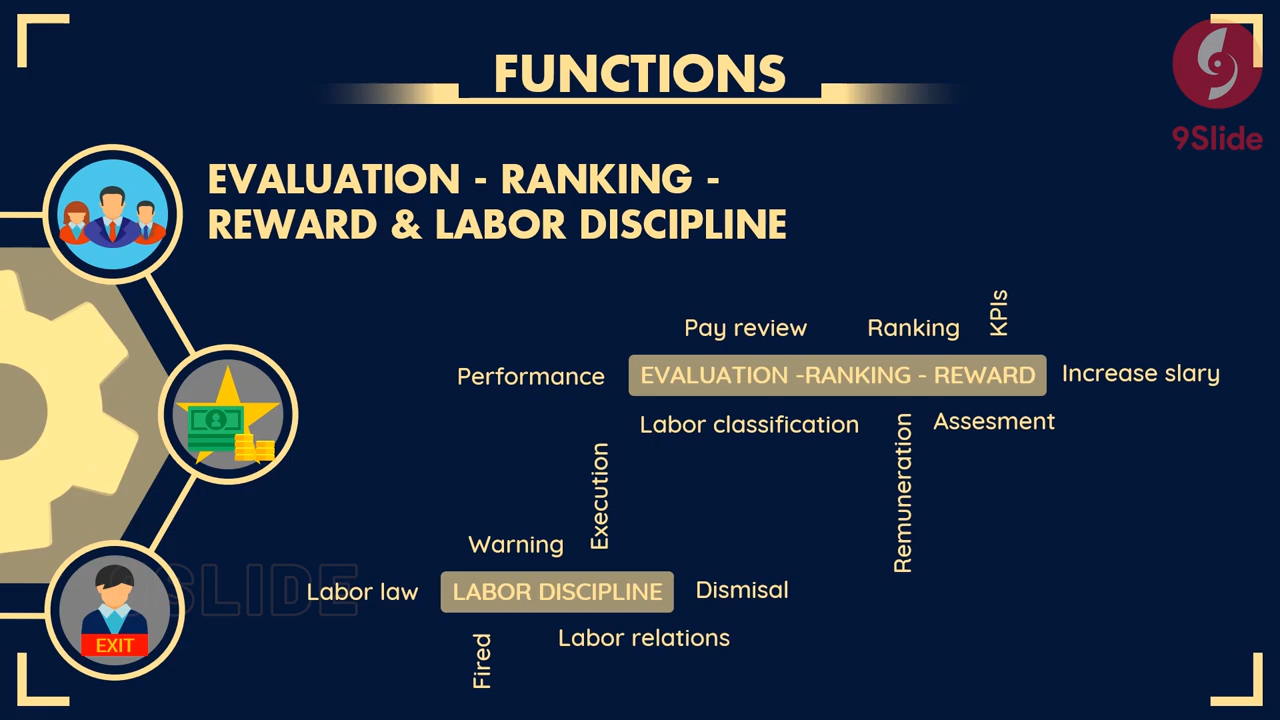 FUNCTIONS
9Slide
EVALUATION - RANKING -
REWARD & LABOR DISCIPLINE
KPIs
Pay review
Ranking
Performance
EVALUATION -RANKING - REWARD
Increase slary
Labor classification
Remuneration
Assesment
Execution
Warning
9SLIDE
Labor law
LABOR DISCIPLINE
Dismisal
Fired
Labor relations
EXIT